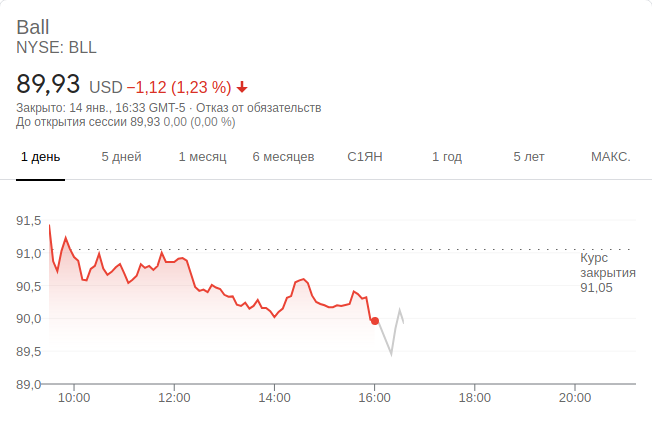 Ball
NYSE: BLL
89,93 USD −1,12 (1,23 %)
Закрыто: 14 янв., 16:33 GMT-5 · Отказ от обязательств
До открытия сессии 89,93 0,00 (0,00 %)
1 день 5 дней 1 месяц 6 месяцев С1ЯН 1 год 5 лет МАКС.
91,5
91,0
Курс
закрытия
90,5
91,05
90,0
89,5
89,0
10:00 12:00 14:00 16:00 18:00 20:00